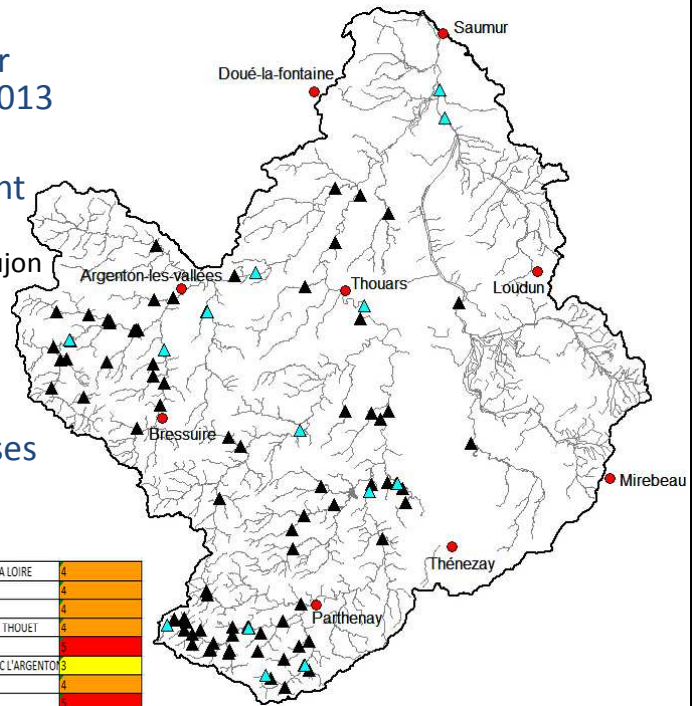 r
013
nt
ujon
ses
Saumur
Doué-la-fontaine
Argenton-les-vallées
Thouars
Loudun
Bressuire
Mirebeau
Thénezay
Parthenay
A LOIRE 4
4
4
THOUET 4
5
C L'ARGENTON 3
4
5